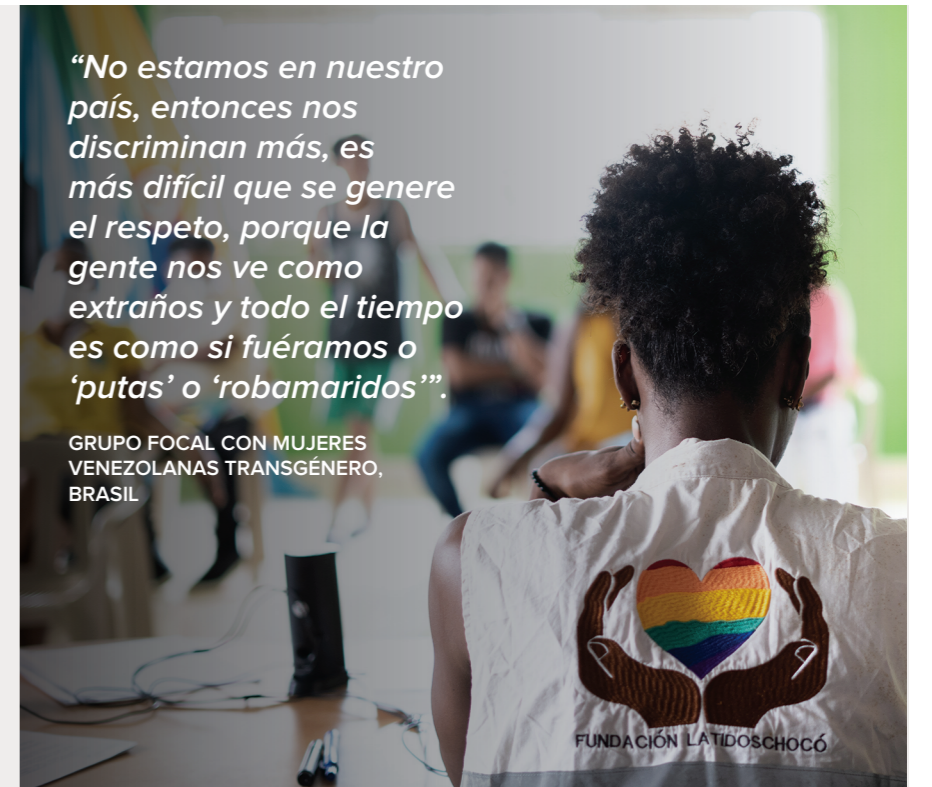 “No estamos en nuestro
país, entonces nos
discriminan más, es
más difícil que se genere
el respeto, porque la
gente nos ve como
extraños y todo el tiempo
es como si fuéramos o
‘putas’ o ‘robamaridos’”.
GRUPO FOCAL CON MUJERES
VENEZOLANAS TRANSGÉNERO,
BRASIL
FUNDACIÓN LATIDOSCHOCÓ